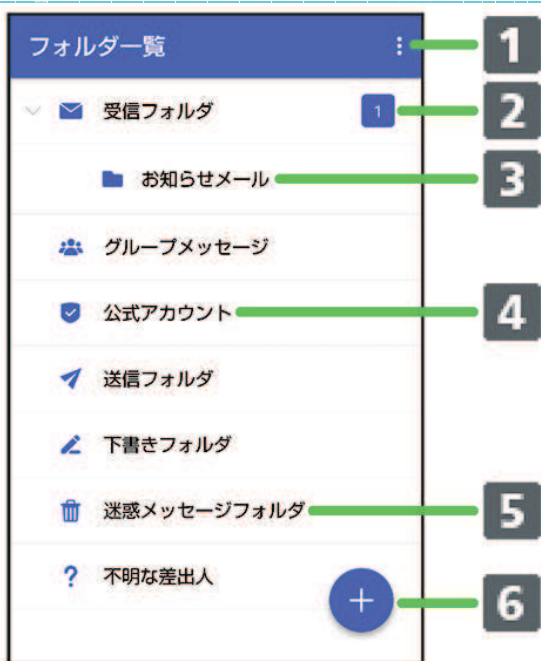 フォルダ一覧
1
受信フォルダ
1
2
お知らせメール
3
グループメッセージ
公式アカウント
4
送信フォルダ
下書きフォルダ
迷惑メッセージフォルダ
5
不明な差出人
6